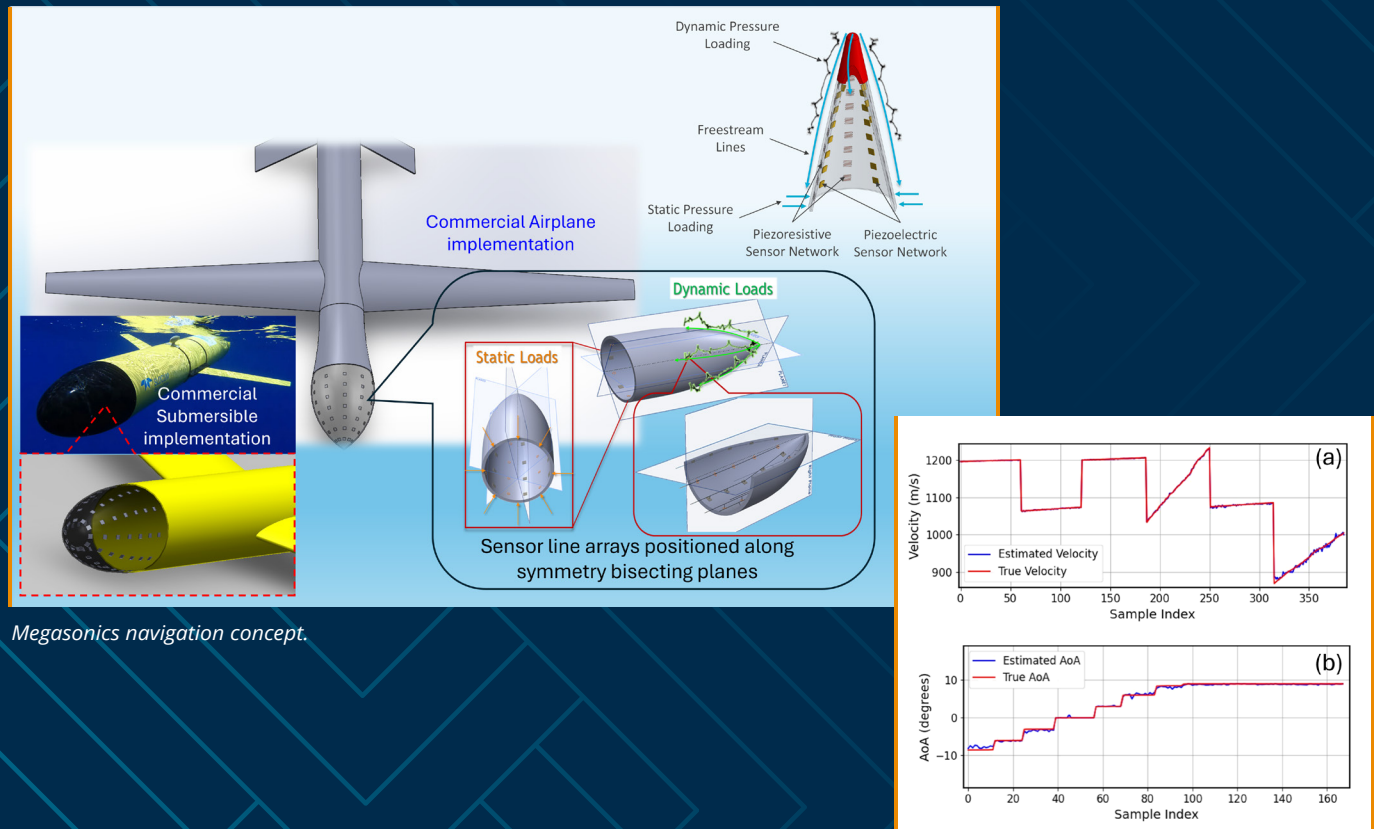 Dynamic Pressure
Loading
Freestream
Lines
Static Pressure
Loading
Piezoresistive
Sensor Network
Piezoelectric
Sensor Network
Commercial Airplane
implementation
Dynamic Loads
Static Loads
Commercial
Submersible
implementation
Sensor line arrays positioned along
symmetry bisecting planes
Megasonics navigation concept.
(a)
Velocity (m/s)
1200
1100
1000
900
Estimated Velocity
True Velocity
0 50 100 150 200 250 300 350
Sample Index
(b)
AoA (degrees)
10
0
−10
Estimated AoA
True AoA
0 20 40 60 80 100 120 140 160
Sample Index